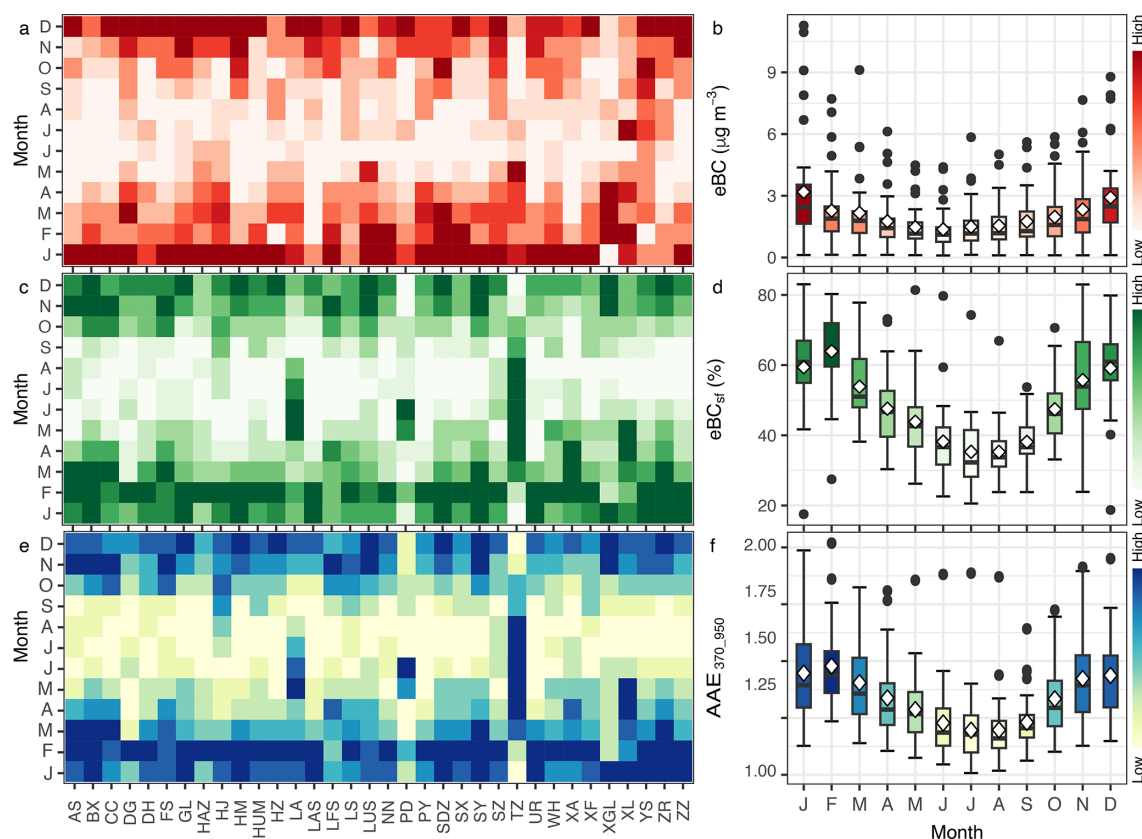 a
Month
D
N
O
S
A
J
J
M
A
M
F
J
b
eBC (μg m⁻³)
9
6
3
0
High
Low
c
Month
D
N
O
S
A
J
J
M
A
M
F
J
d
eBCsf (%)
80
60
40
20
High
Low
e
Month
D
N
O
S
A
J
J
M
A
M
F
J
AS BX CC DG DH FS GL HAZ HJ HM HUM HZ LA LAS LFS LS LUS NN PD PY SDZ SX SY SZ TZ UR WH XA XF XGL XL YS ZR ZZ
f
AAE 370_950
2.00
1.75
1.50
1.25
1.00
High
Low
J F M A M J J A S O N D
Month